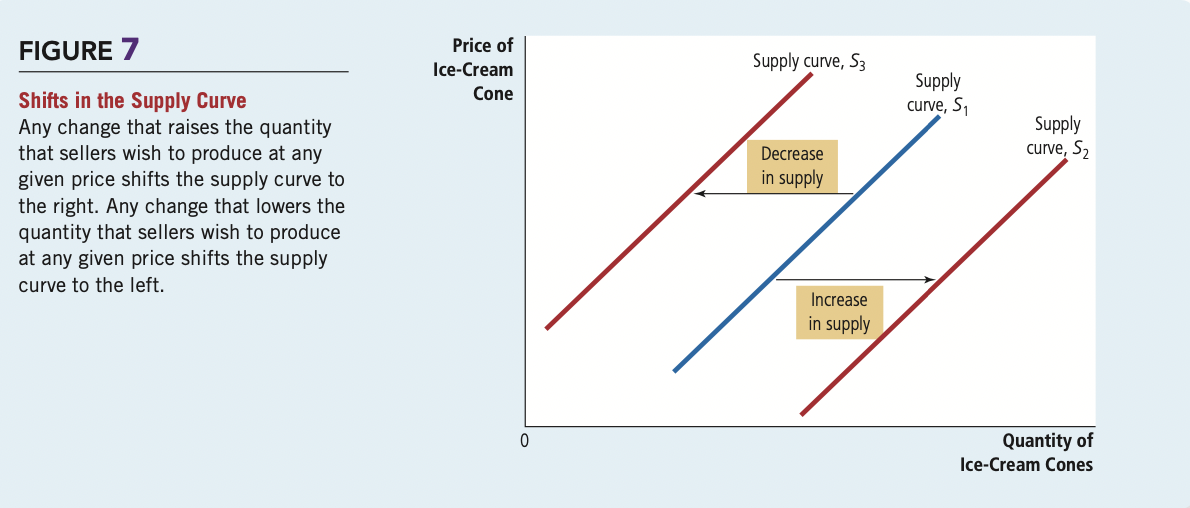 FIGURE 7
Shifts in the Supply Curve
Any change that raises the quantity
that sellers wish to produce at any
given price shifts the supply curve to
the right. Any change that lowers the
quantity that sellers wish to produce
at any given price shifts the supply
curve to the left.
Price of
Ice-Cream
Cone
Supply curve, S3
Supply
curve, S1
Supply
curve, S2
Decrease
in supply
Increase
in supply
0
Quantity of
Ice-Cream Cones